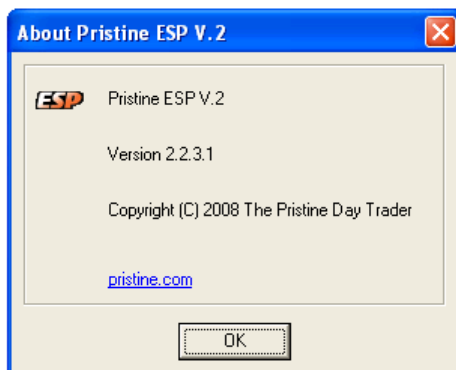 About Pristine ESP V.2
ESP Pristine ESP V.2
Version 2.2.3.1
Copyright (C) 2008 The Pristine Day Trader
pristine.com
OK